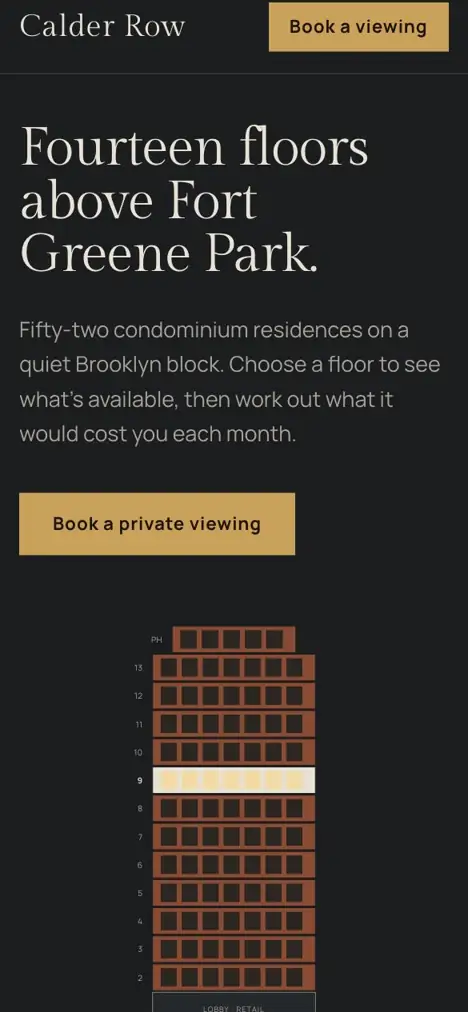 Calder Row
Book a viewing
Fourteen floors
above Fort
Greene Park.
Fifty-two condominium residences on a
quiet Brooklyn block. Choose a floor to see
what's available, then work out what it
would cost you each month.
Book a private viewing
PH
13
12
11
10
9
8
7
6
5
4
3
2
LOBBY RETAIL